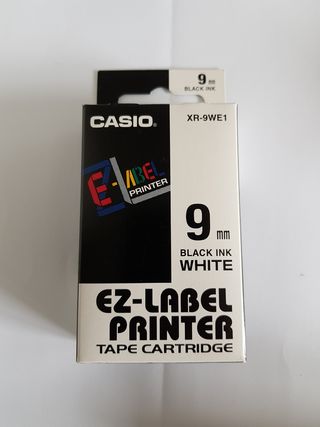 9 mm
BLACK INK
CASIO®
XR-9WE1
EZ-LABEL
PRINTER
9 mm
BLACK INK
WHITE
EZ-LABEL
PRINTER
TAPE CARTRIDGE